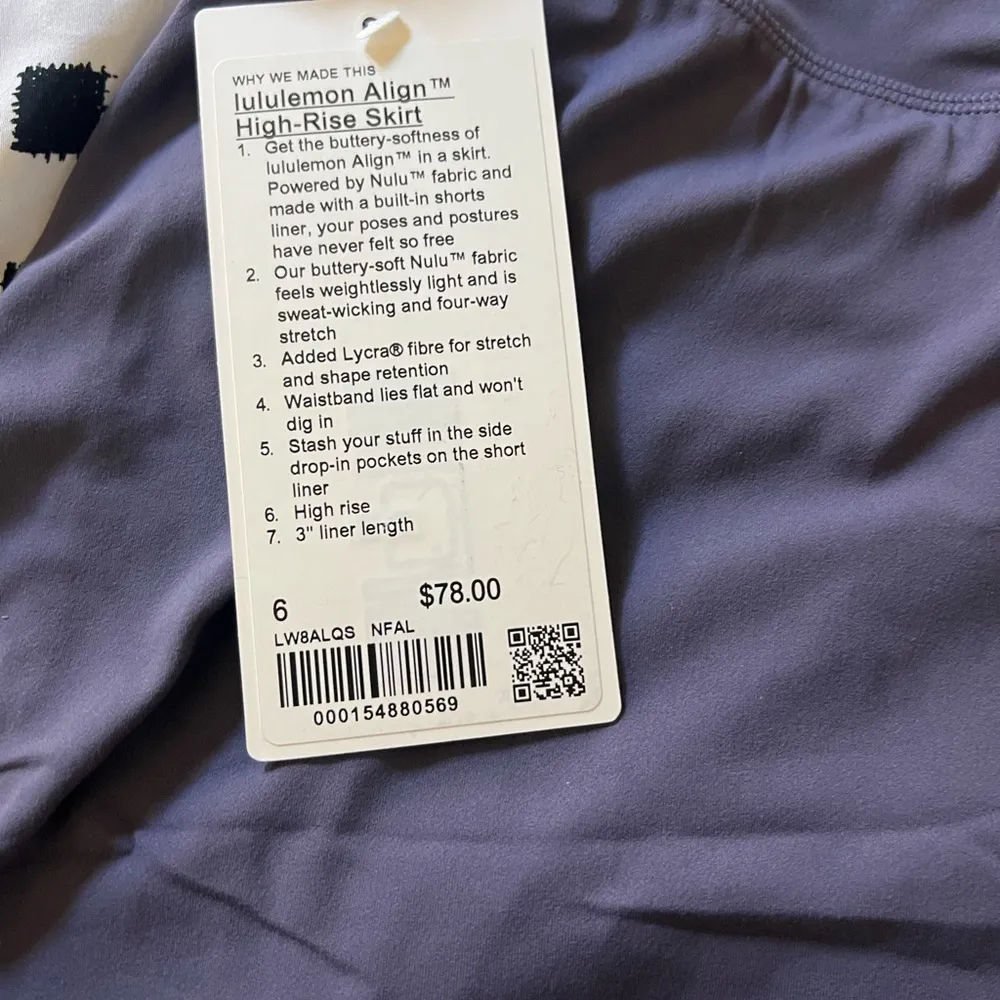 WHY WE MADE THIS
lululemon Align™
High-Rise Skirt
1. Get the buttery-softness of
lululemon Align™ in a skirt.
Powered by Nulu™ fabric and
made with a built-in shorts
liner, your poses and postures
have never felt so free
2. Our buttery-soft Nulu™ fabric
feels weightlessly light and is
sweat-wicking and four-way
stretch
3. Added Lycra® fibre for stretch
and shape retention
4. Waistband lies flat and won't
dig in
5. Stash your stuff in the side
drop-in pockets on the short
liner
6. High rise
7. 3" liner length
6 $78.00
LW8ALQS NFAL
000154880569